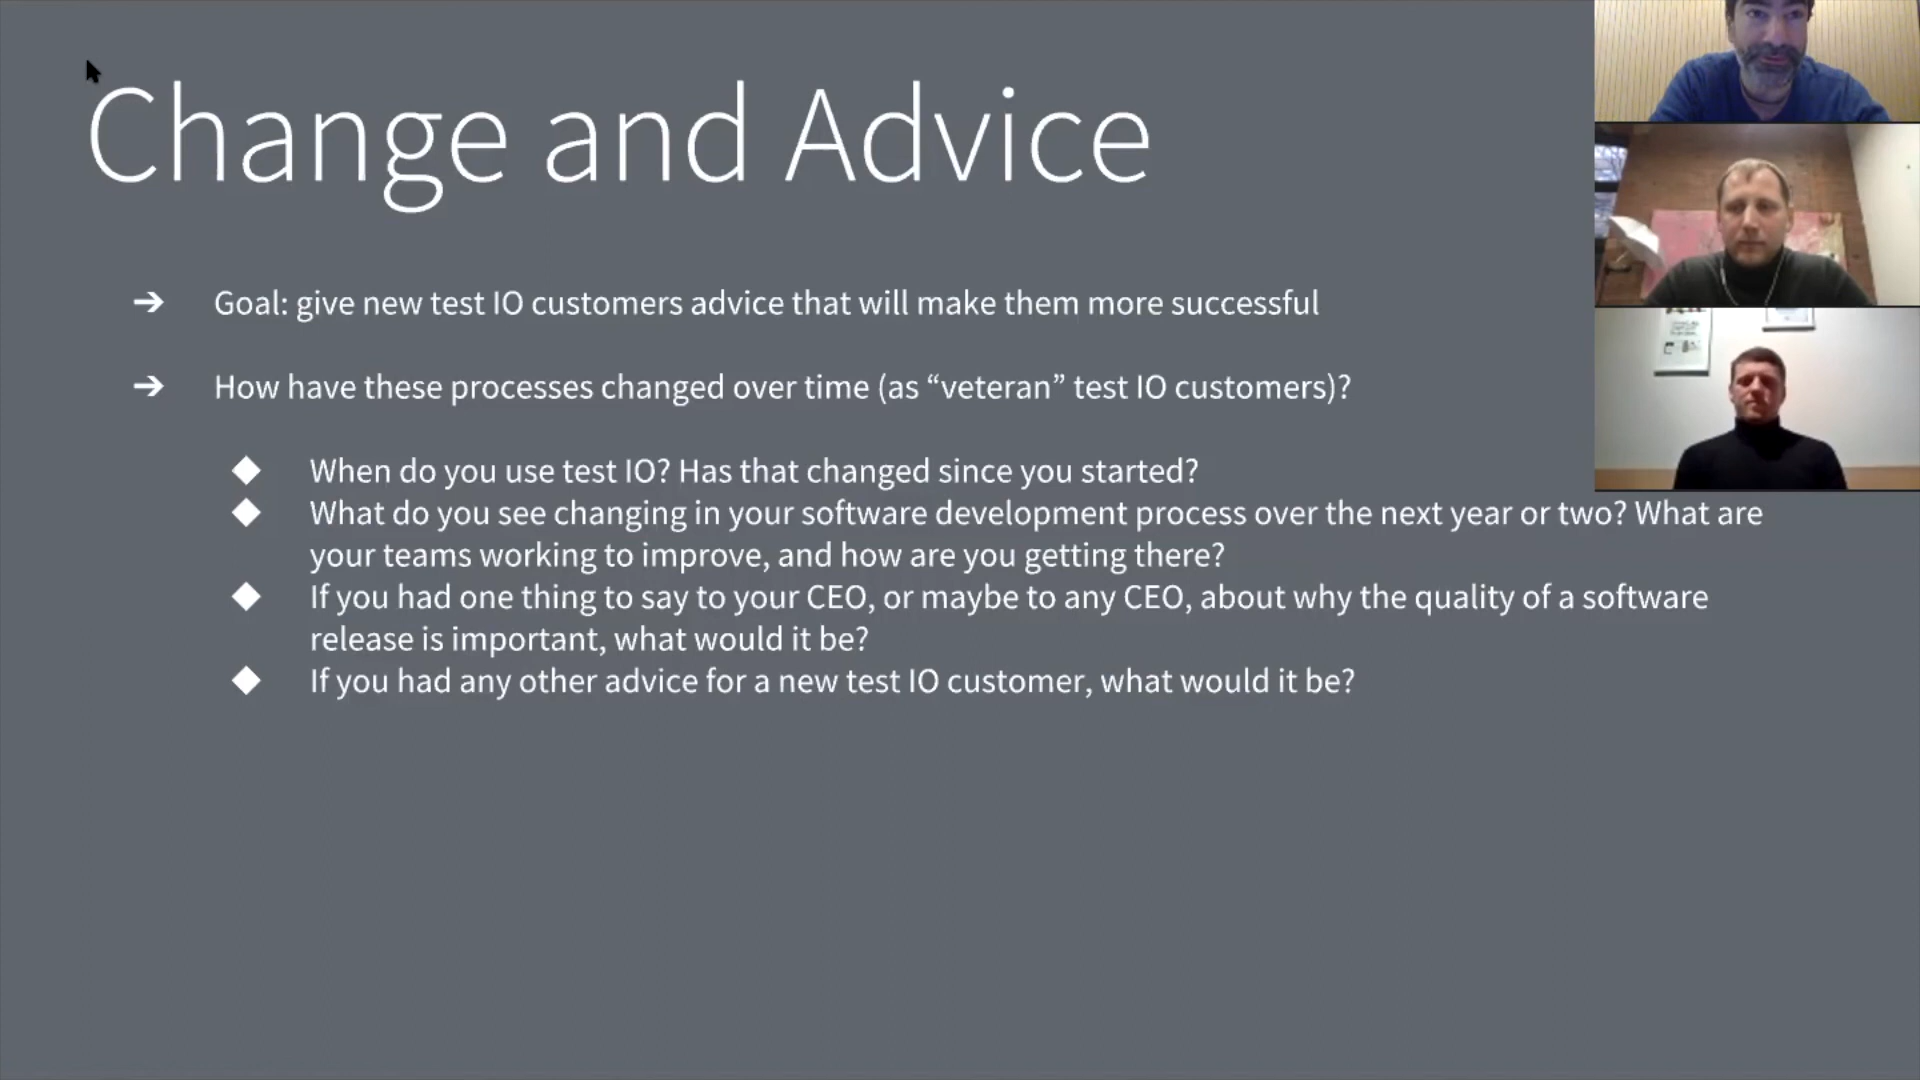 Change and Advice
➔ Goal: give new test IO customers advice that will make them more successful
➔ How have these processes changed over time (as “veteran” test IO customers)?
◆ When do you use test IO? Has that changed since you started?
◆ What do you see changing in your software development process over the next year or two? What are
your teams working to improve, and how are you getting there?
◆ If you had one thing to say to your CEO, or maybe to any CEO, about why the quality of a software
release is important, what would it be?
◆ If you had any other advice for a new test IO customer, what would it be?